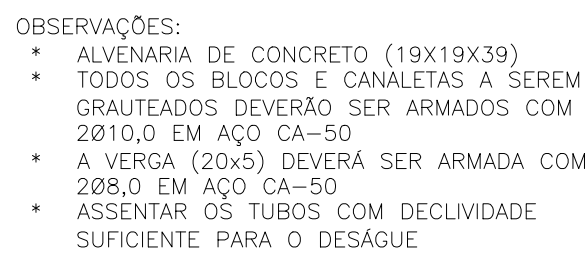 OBSERVAÇÕES:
* ALVENARIA DE CONCRETO (19X19X39)
* TODOS OS BLOCOS E CANALETAS A SEREM
GRAUTEADOS DEVERÃO SER ARMADOS COM
2Ø10,0 EM AÇO CA-50
* A VERGA (20x5) DEVERÁ SER ARMADA COM
2Ø8,0 EM AÇO CA-50
* ASSENTAR OS TUBOS COM DECLIVIDADE
SUFICIENTE PARA O DESÁGUE